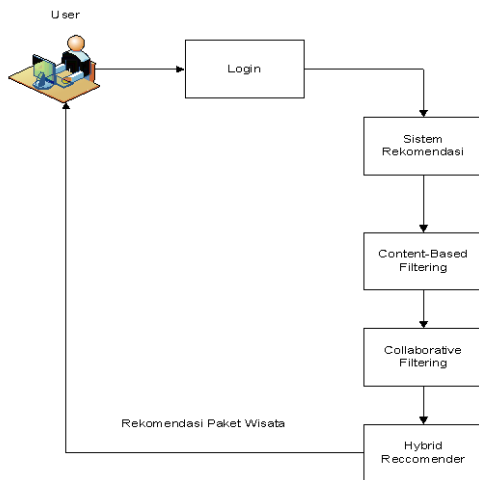 User
Login
Sistem
Rekomendasi
Content-Based
Filtering
Collaborative
Filtering
Rekomendasi Paket Wisata
Hybrid
Reccomender